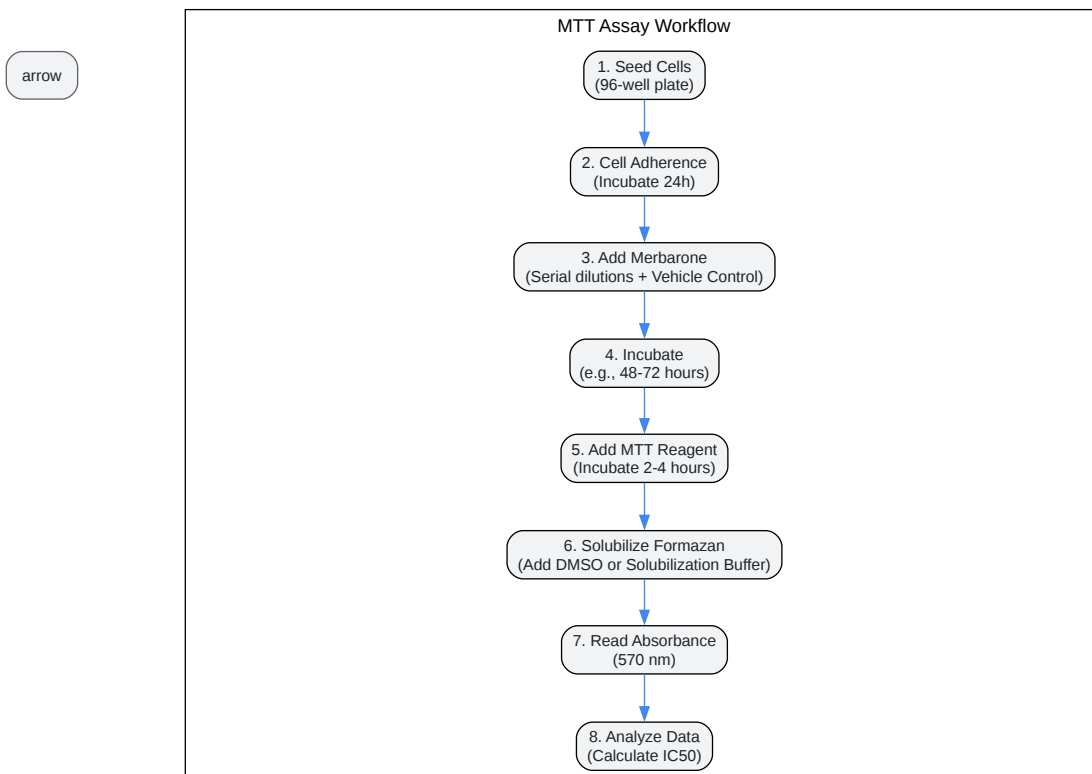 MTT Assay Workflow
arrow
1. Seed Cells
(96-well plate)
2. Cell Adherence
(Incubate 24h)
3. Add Merbarone
(Serial dilutions + Vehicle Control)
4. Incubate
(e.g., 48-72 hours)
5. Add MTT Reagent
(Incubate 2-4 hours)
6. Solubilize Formazan
(Add DMSO or Solubilization Buffer)
7. Read Absorbance
(570 nm)
8. Analyze Data
(Calculate IC50)